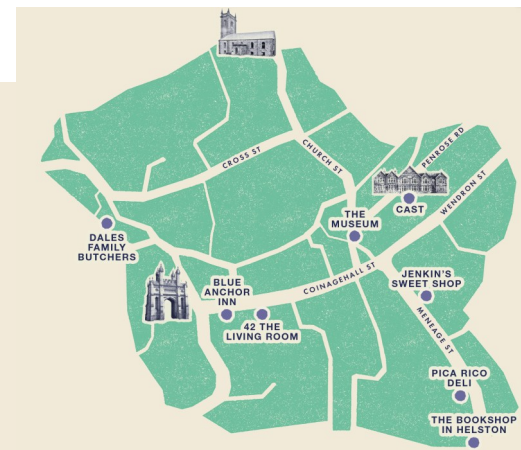 CROSS ST
CHURCH ST
PENROSE RD
WENDRON ST
CAST
THE
MUSEUM
DALES
FAMILY
BUTCHERS
COINAGEHALL ST
BLUE
ANCHOR
INN
JENKIN'S
SWEET SHOP
42 THE
LIVING ROOM
MENEAGE ST
PICA RICO
DELI
THE BOOKSHOP
IN HELSTON